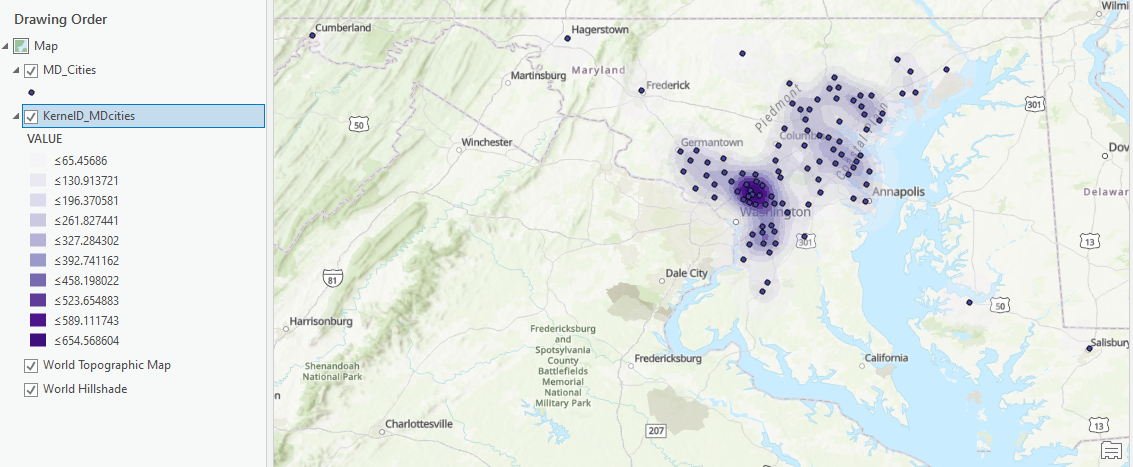 Drawing Order
Map
MD_Cities
KernelD_MDcities
VALUE
≤65.45686
≤130.913721
≤196.370581
≤261.827441
≤327.284302
≤392.741162
≤458.198022
≤523.654883
≤589.111743
≤654.568604
World Topographic Map
World Hillshade
Cumberland
Hagerstown
Wilmi
Martinsburg
Maryland
Frederick
Piedmont
301
50
Winchester
Germantown
Colum
Coastal
Dov
Annapolis
Delawar
Washington
301
13
81
Dale City
50
Harrisonburg
Salisbury
Fredericksburg
and
Spotsylvania
County
Battlefields
Memorial
National
Military Park
Shenandoah
National Park
Fredericksburg
California
on
Charlottesville
207
13